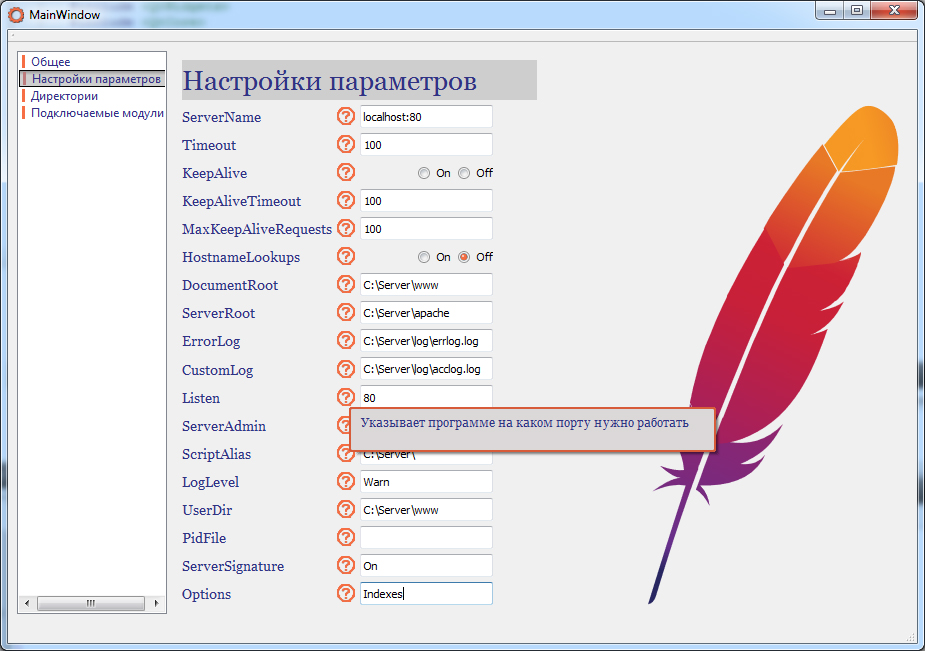 MainWindow
Общее
Настройки параметров
Директории
Подключаемые модули
Настройки параметров
ServerName ? localhost:80
Timeout ? 100
KeepAlive ? On Off
KeepAliveTimeout ? 100
MaxKeepAliveRequests ? 100
HostnameLookups ? On Off
DocumentRoot ? C:\Server\www
ServerRoot ? C:\Server\apache
ErrorLog ? C:\Server\log\errlog.log
CustomLog ? C:\Server\log\acclog.log
Listen ? 80
Указывает программе на каком порту нужно работать
ServerAdmin ?
ScriptAlias ? C:\Server\
LogLevel ? Warn
UserDir ? C:\Server\www
PidFile ?
ServerSignature ? On
Options ? Indexes